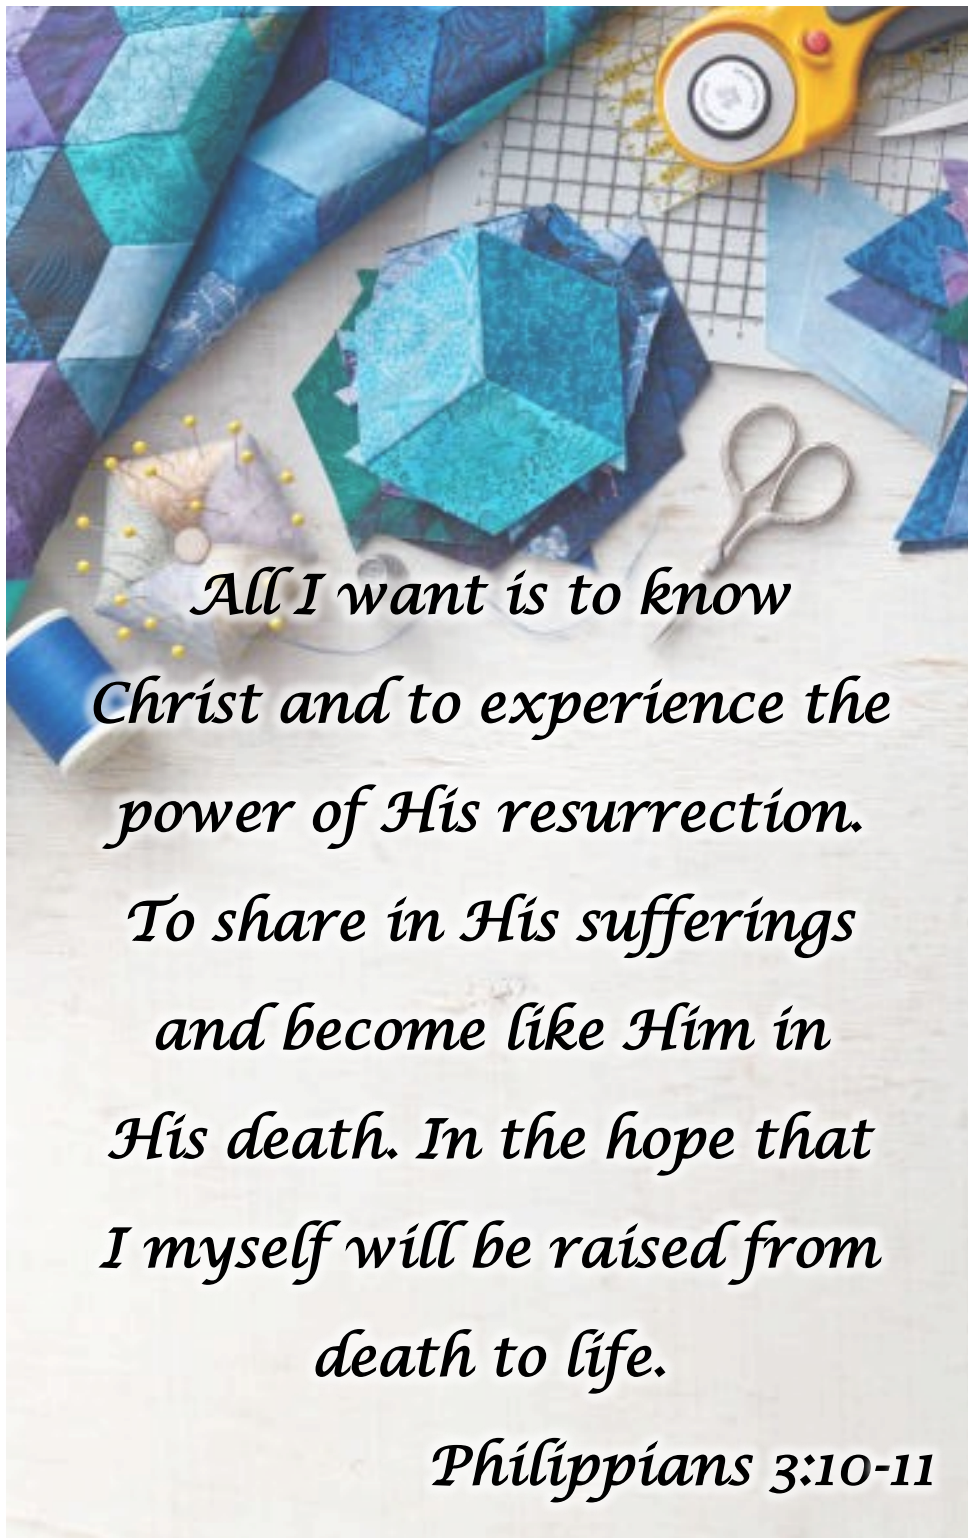 All I want is to know
Christ and to experience the
power of His resurrection.
To share in His sufferings
and become like Him in
His death. In the hope that
I myself will be raised from
death to life.
Philippians 3:10-11